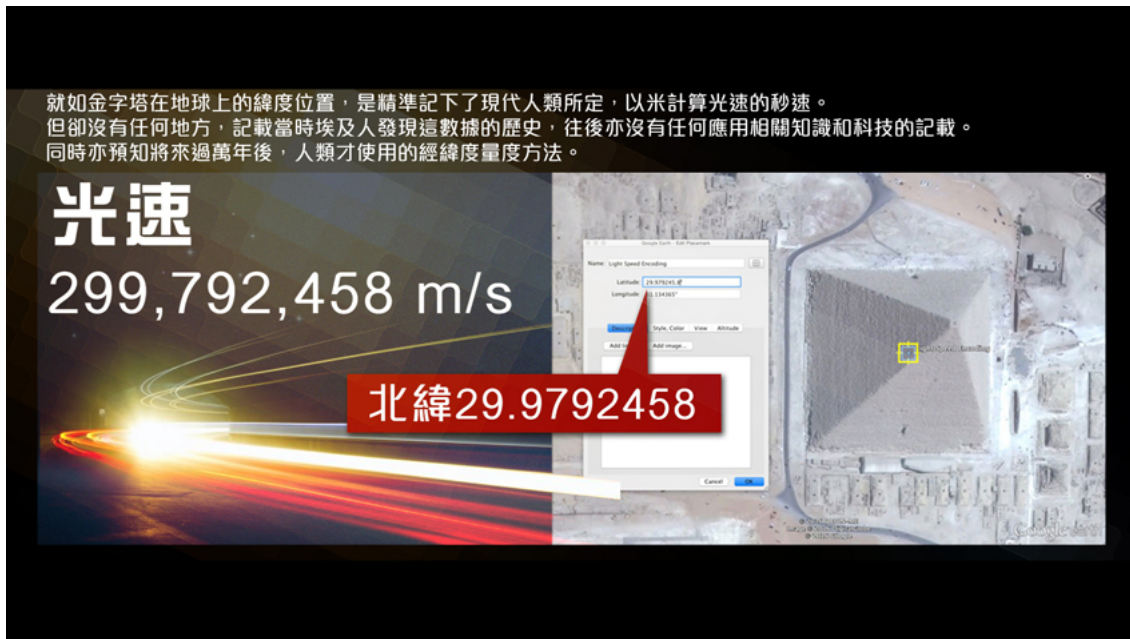 就如金字塔在地球上的緯度位置，是精準記下了現代人類所定，以米計算光速的秒速。
但卻沒有任何地方，記載當時埃及人發現這數據的歷史，往後亦沒有任何應用相關知識和科技的記載。
同時亦預知將來過萬年後，人類才使用的經緯度量度方法。
光速
299,792,458 m/s
Google Earth - Edit Placemark
Name: Light Speed Encoding
Latitude: 29.979245.8
Longitude: 
Style, Color View Altitude
Add image...
Light Speed Encoding
北緯29.9792458
Cancel OK
Google earth